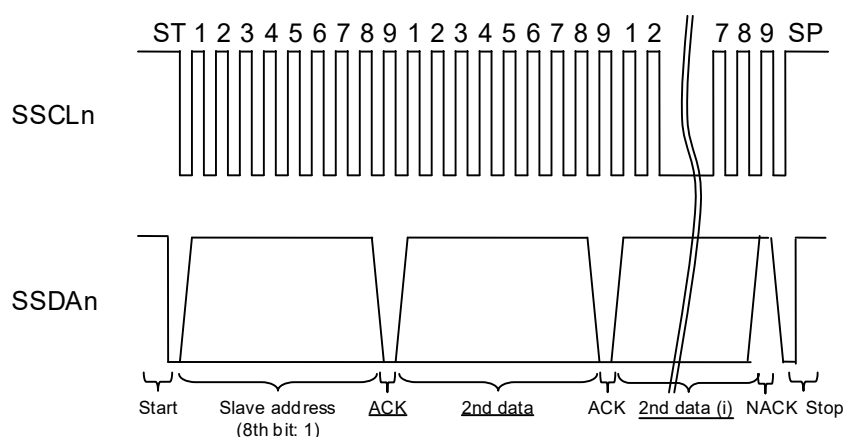 ST 1 2 3 4 5 6 7 8 9 1 2 3 4 5 6 7 8 9 1 2 7 8 9 SP
SSCLn
SSDAn
Start Slave address ACK 2nd data ACK 2nd data (i) NACK Stop
(8th bit: 1)